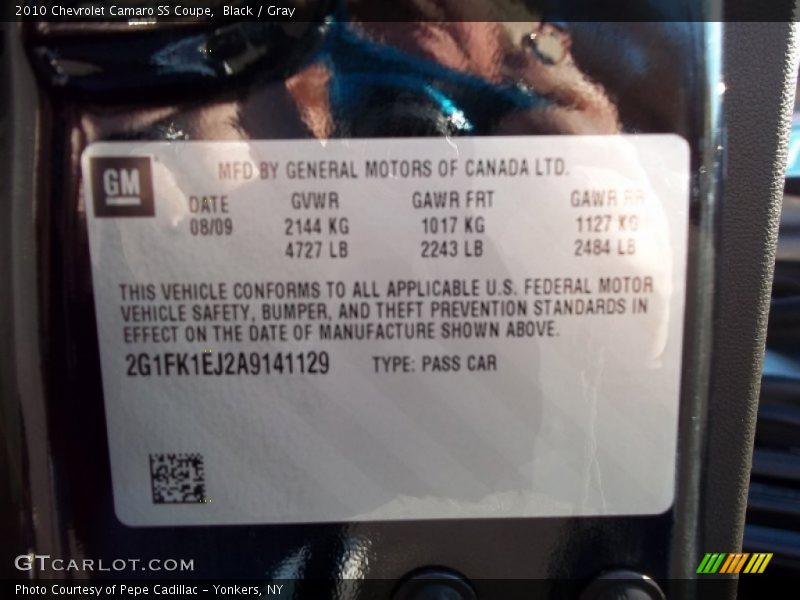 2010 Chevrolet Camaro SS Coupe, Black / Gray
GM
MFD BY GENERAL MOTORS OF CANADA LTD.
DATE GVWR GAWR FRT GAWR RR
08/09 2144 KG 1017 KG 1127 KG
4727 LB 2243 LB 2484 LB
THIS VEHICLE CONFORMS TO ALL APPLICABLE U.S. FEDERAL MOTOR
VEHICLE SAFETY, BUMPER, AND THEFT PREVENTION STANDARDS IN
EFFECT ON THE DATE OF MANUFACTURE SHOWN ABOVE.
2G1FK1EJ2A9141129 TYPE: PASS CAR
GTCARLOT.COM
Photo Courtesy of Pepe Cadillac - Yonkers, NY